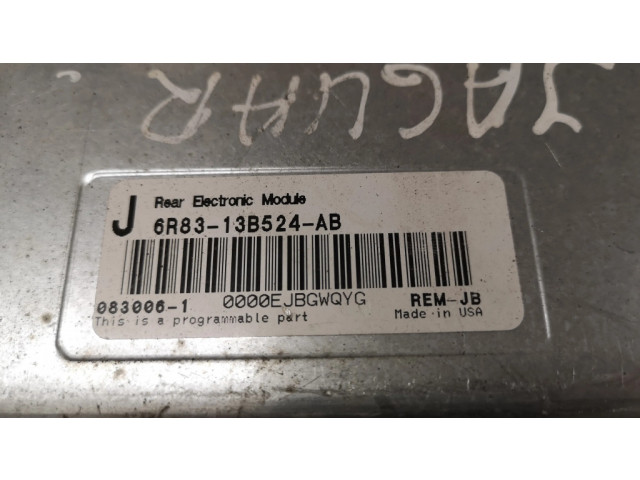 JAGUAR
J Rear Electronic Module
6R83-13B524-AB
083006-1 0000EJBGWQYG REM-JB
This is a programmable part Made in USA